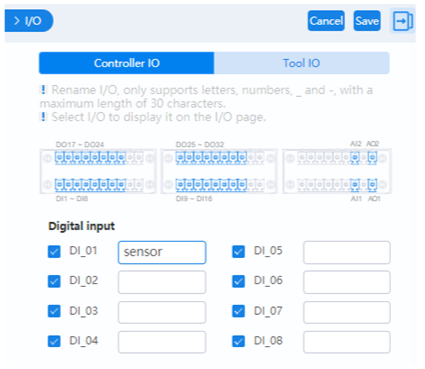 > I/O
Cancel Save
Controller IO Tool IO
! Rename I/O, only supports letters, numbers, _ and -, with a
maximum length of 30 characters.
! Select I/O to display it on the I/O page.
DO17 ~ DO24 DO25 ~ DO32 AI2 AO2
DI1 ~ DI8 DI9 ~ DI16 AI1 AO1
Digital input
DI_01 sensor DI_05
DI_02 DI_06
DI_03 DI_07
DI_04 DI_08